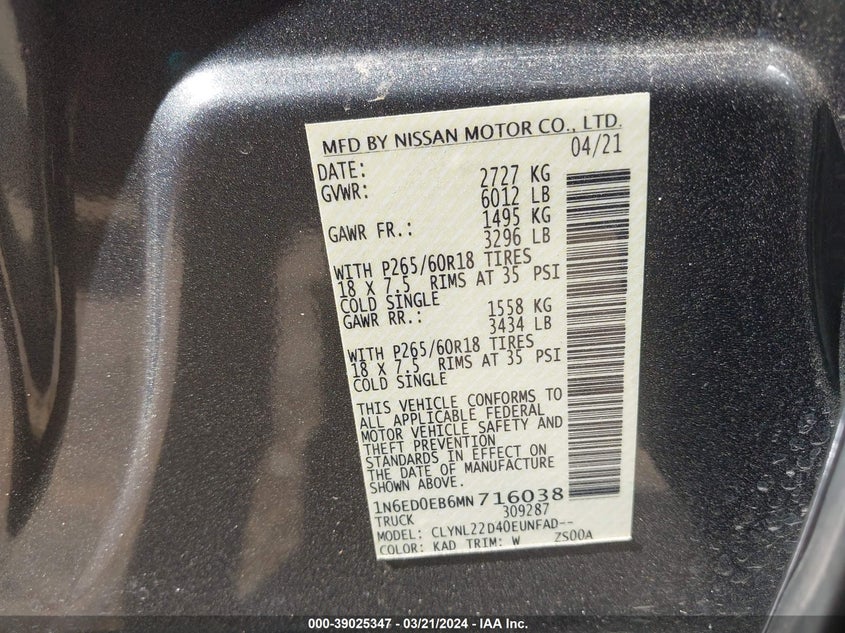 MFD BY NISSAN MOTOR CO., LTD.
DATE: 04/21
GVWR: 2727 KG
6012 LB
GAWR FR.: 1495 KG
3296 LB
WITH P265/60R18 TIRES
18 X 7.5 RIMS AT 35 PSI
COLD SINGLE
GAWR RR.: 1558 KG
3434 LB
WITH P265/60R18 TIRES
18 X 7.5 RIMS AT 35 PSI
COLD SINGLE
THIS VEHICLE CONFORMS TO
ALL APPLICABLE FEDERAL
MOTOR VEHICLE SAFETY AND
THEFT PREVENTION
STANDARDS IN EFFECT ON
THE DATE OF MANUFACTURE
SHOWN ABOVE.
1N6ED0EB6MN716038
TRUCK 309287
MODEL: CLYNL22D40EUNFAD--
COLOR: KAD TRIM: W ZS00A
000-39025347 - 03/21/2024 - IAA Inc.